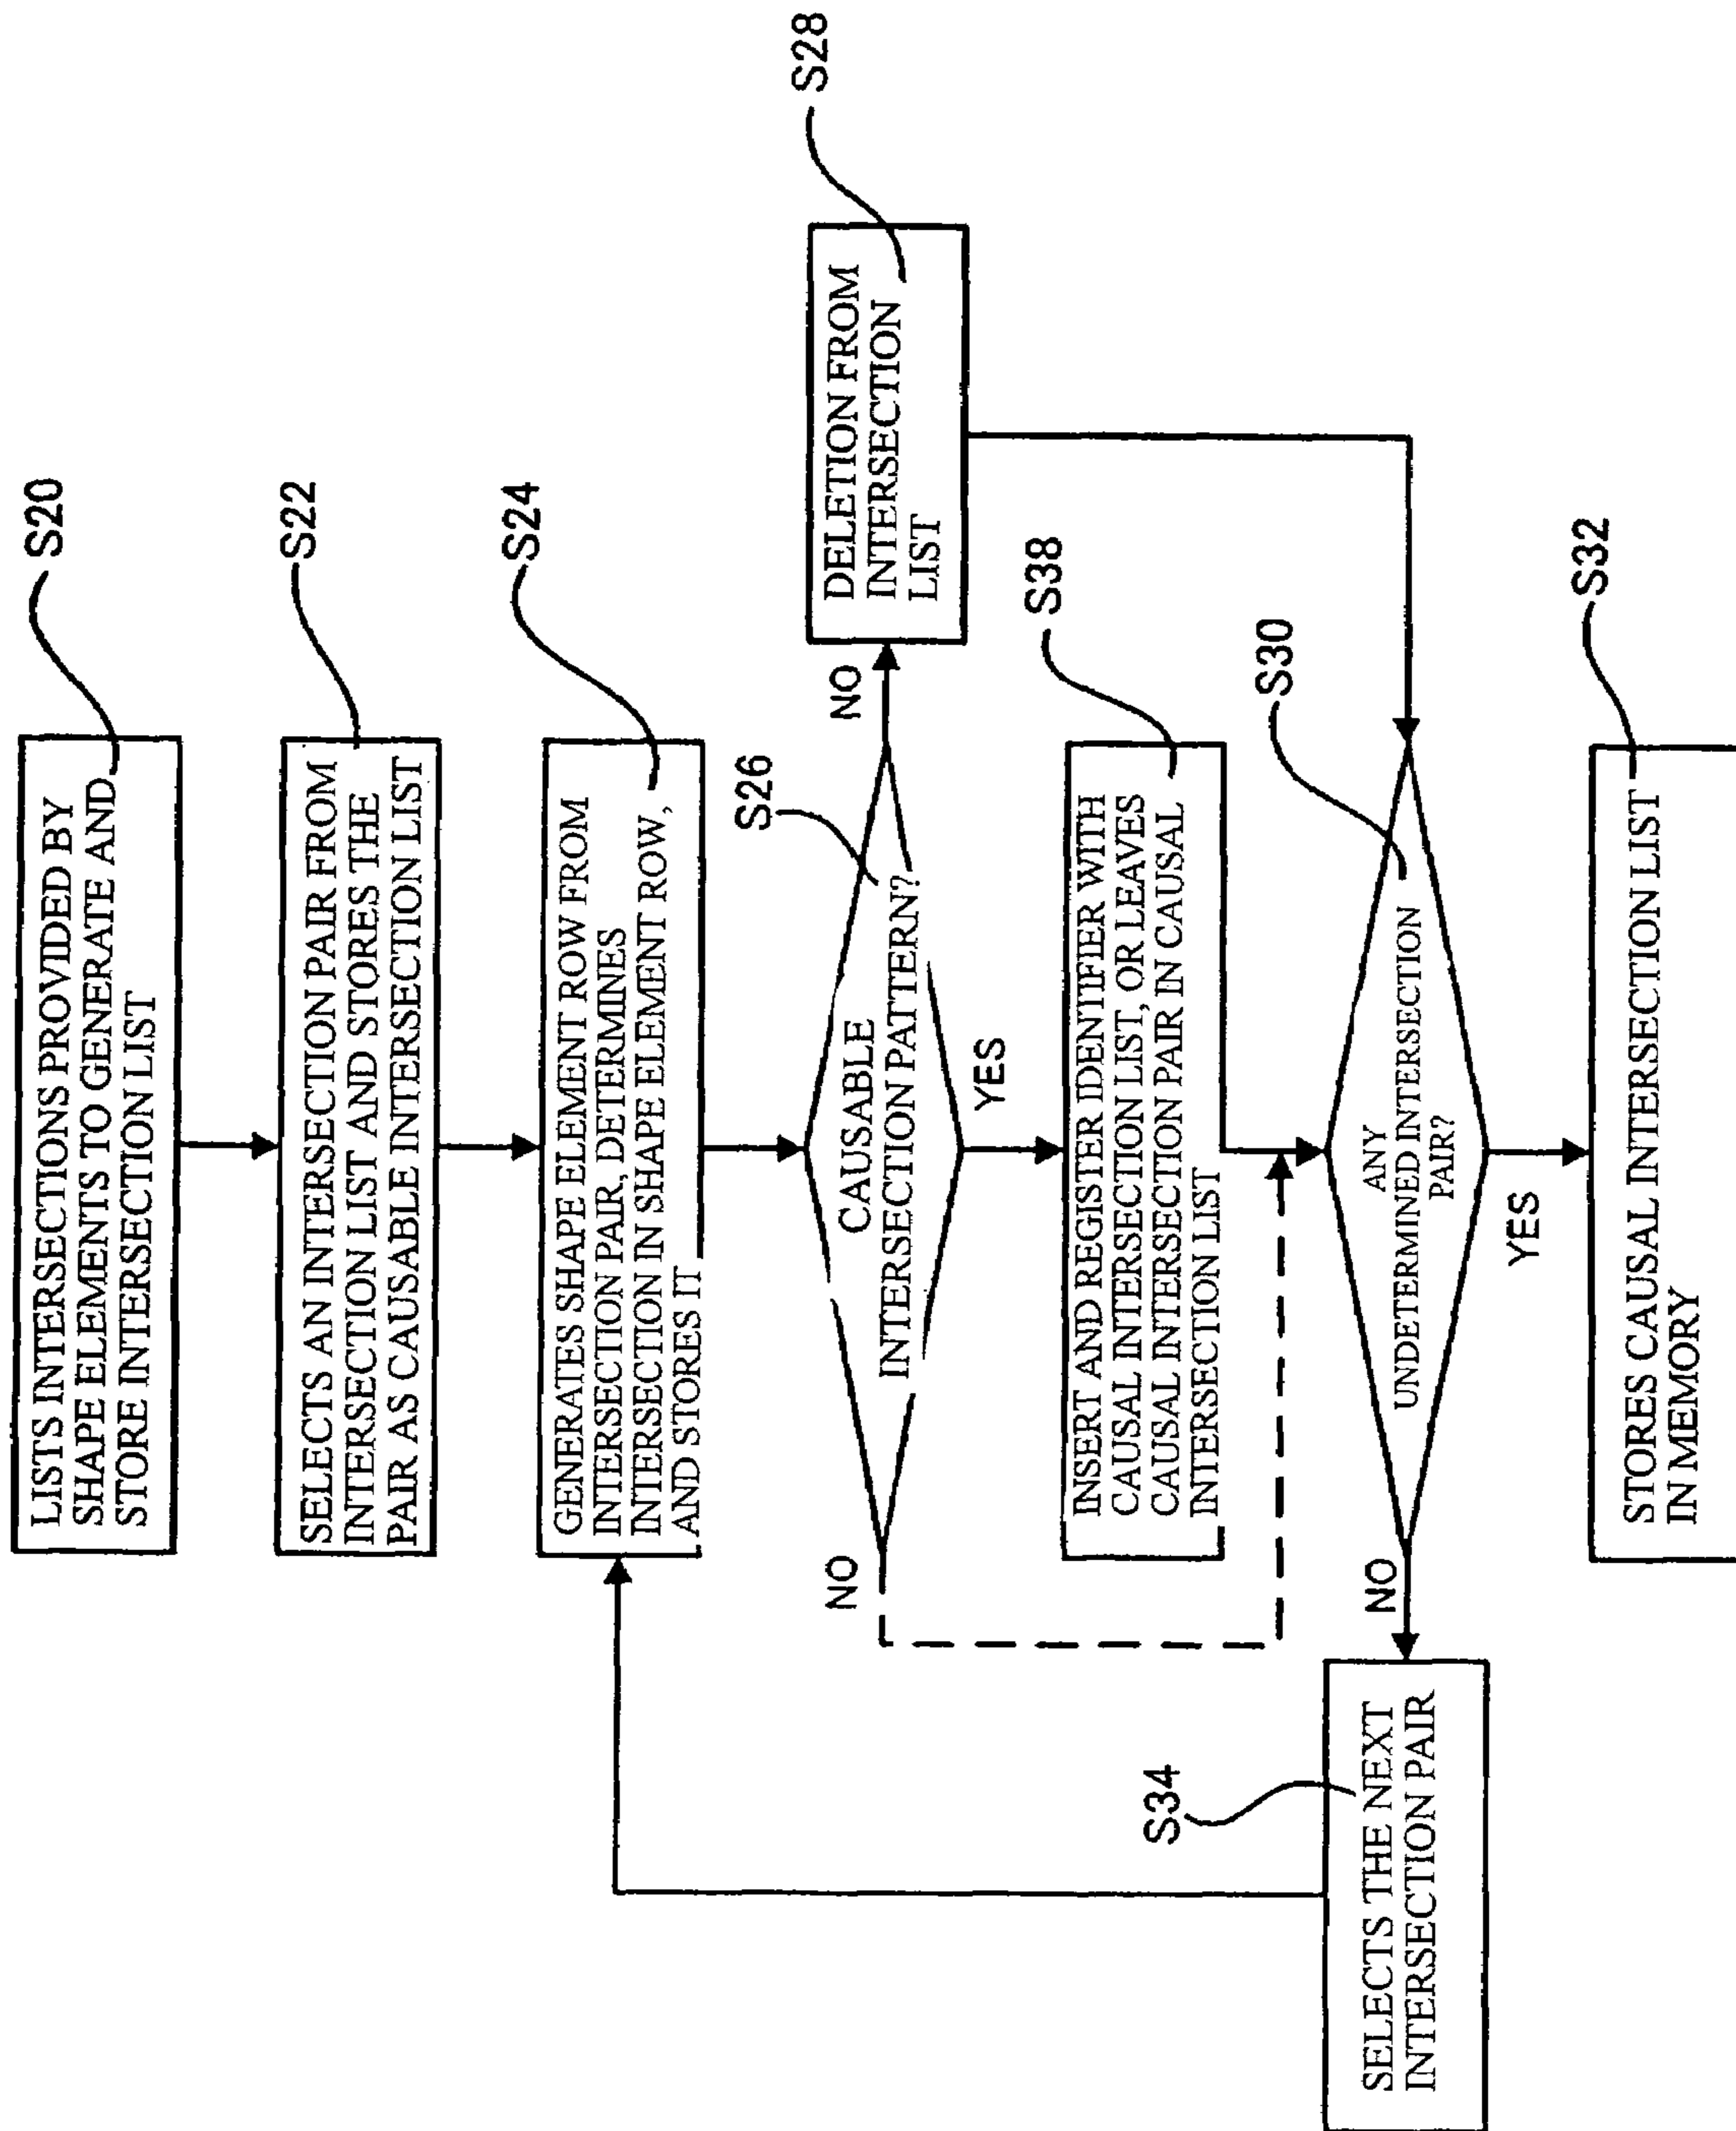 LISTS INTERSECTIONS PROVIDED BY
SHAPE ELEMENTS TO GENERATE AND
STORE INTERSECTION LIST
S20
SELECTS AN INTERSECTION PAIR FROM
INTERSECTION LIST AND STORES THE
PAIR AS CAUSABLE INTERSECTION LIST
S22
GENERATES SHAPE ELEMENT ROW FROM
INTERSECTION PAIR, DETERMINES
INTERSECTION IN SHAPE ELEMENT ROW,
AND STORES IT
S24
CAUSABLE
INTERSECTION PATTERN?
S26
NO
NO
YES
DELETION FROM
INTERSECTION
LIST
S28
INSERT AND REGISTER IDENTIFIER WITH
CAUSAL INTERSECTION LIST, OR LEAVES
CAUSAL INTERSECTION PAIR IN CAUSAL
INTERSECTION LIST
S38
ANY
UNDETERMINED INTERSECTION
PAIR?
S30
NO
YES
SELECTS THE NEXT
INTERSECTION PAIR
S34
STORES CAUSAL INTERSECTION LIST
IN MEMORY
S32